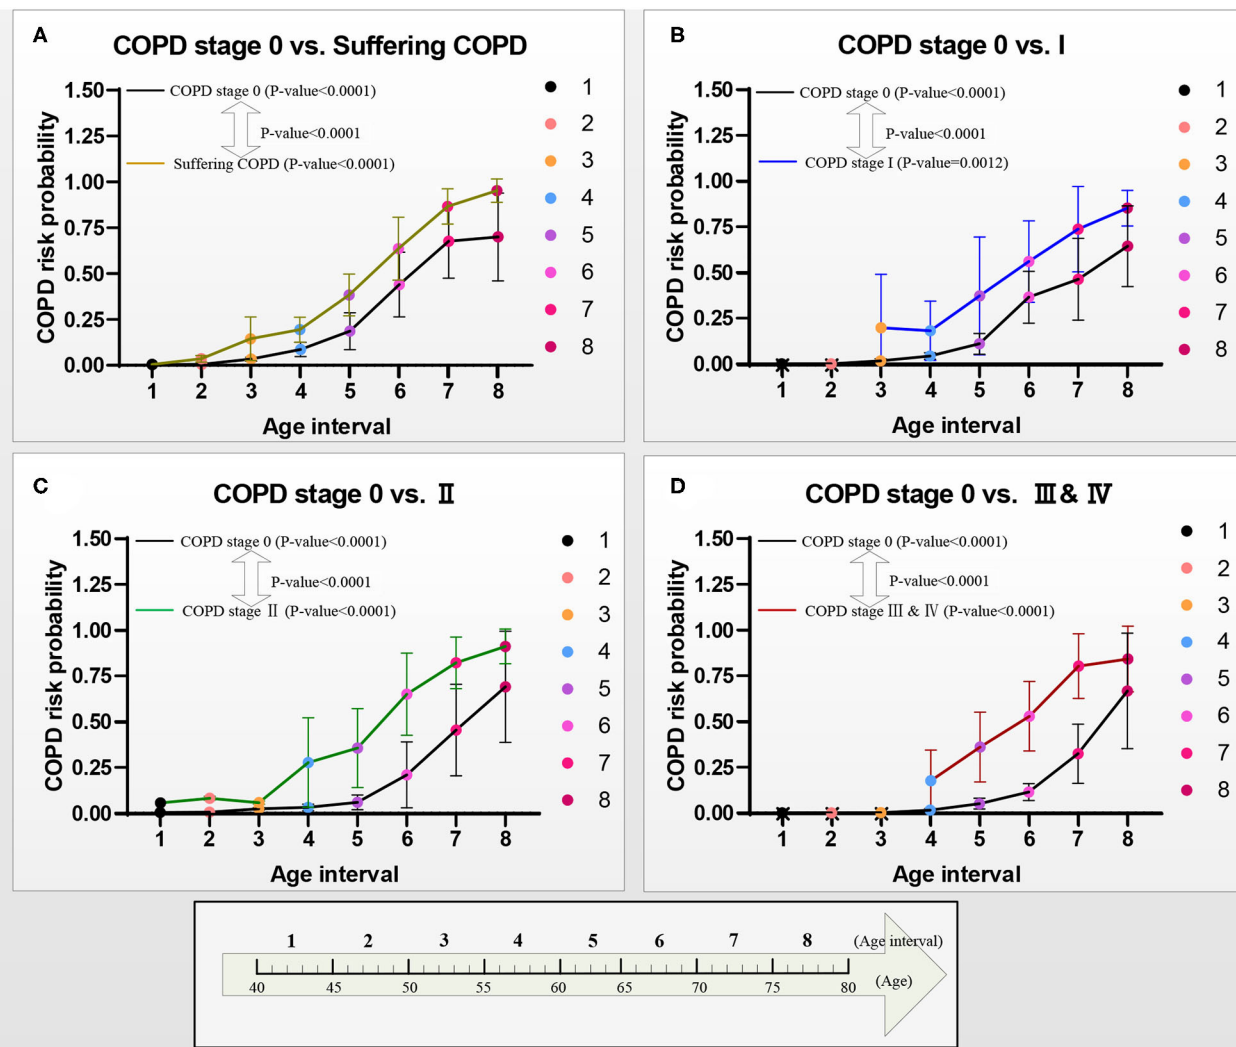 A
COPD stage 0 vs. Suffering COPD
COPD risk probability
1.50
1.25
1.00
0.75
0.50
0.25
0.00
COPD stage 0 (P-value<0.0001)
P-value<0.0001
Suffering COPD (P-value<0.0001)
1 2 3 4 5 6 7 8
Age interval
1
2
3
4
5
6
7
8
B
COPD stage 0 vs. I
COPD risk probability
1.50
1.25
1.00
0.75
0.50
0.25
0.00
COPD stage 0 (P-value<0.0001)
P-value<0.0001
COPD stage I (P-value=0.0012)
1 2 3 4 5 6 7 8
Age interval
1
2
3
4
5
6
7
8
C
COPD stage 0 vs. Ⅱ
COPD risk probability
1.50
1.25
1.00
0.75
0.50
0.25
0.00
COPD stage 0 (P-value<0.0001)
P-value<0.0001
COPD stage Ⅱ (P-value<0.0001)
1 2 3 4 5 6 7 8
Age interval
1
2
3
4
5
6
7
8
D
COPD stage 0 vs. Ⅲ & Ⅳ
COPD risk probability
1.50
1.25
1.00
0.75
0.50
0.25
0.00
COPD stage 0 (P-value<0.0001)
P-value<0.0001
COPD stage Ⅲ & Ⅳ (P-value<0.0001)
1 2 3 4 5 6 7 8
Age interval
1
2
3
4
5
6
7
8
1 2 3 4 5 6 7 8 (Age interval)
40 45 50 55 60 65 70 75 80 (Age)